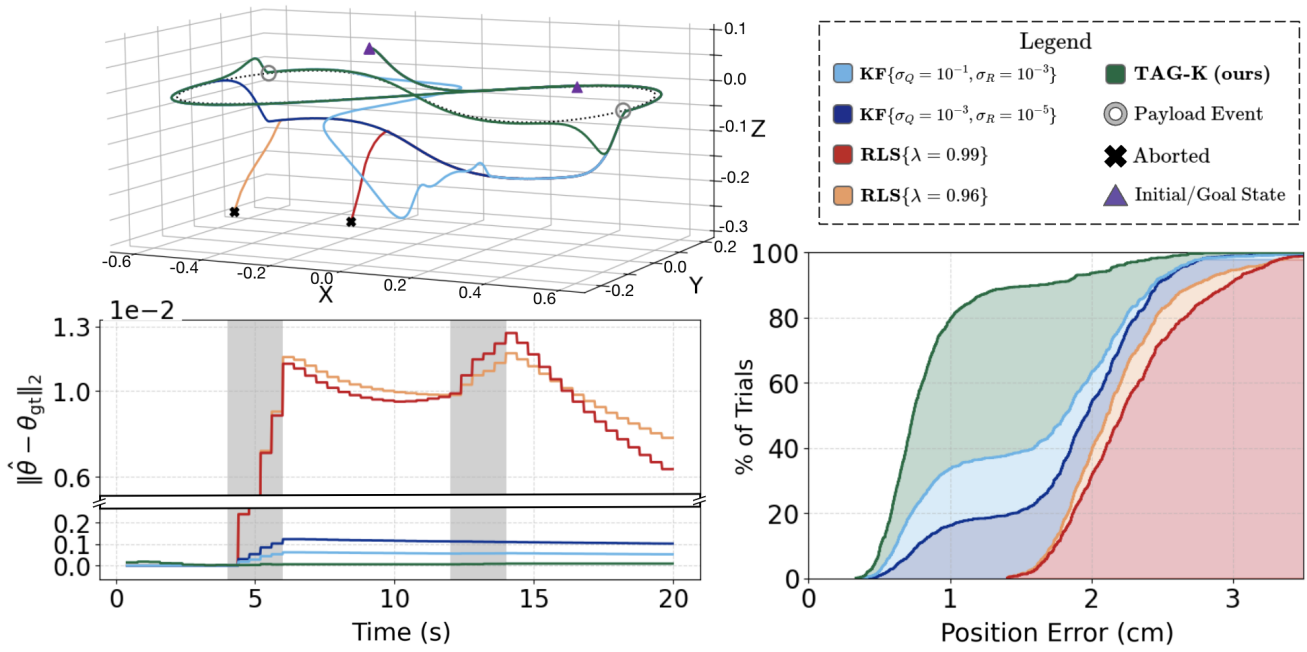 0.1
0.0
-0.1
Z
-0.2
-0.3
0.2
0.0
Y
-0.2
-0.6
-0.4
-0.2
0.0
X
0.2
0.4
0.6
Legend
KF{σ_Q = 10^{-1}, σ_R = 10^{-3}}
TAG-K (ours)
KF{σ_Q = 10^{-3}, σ_R = 10^{-5}}
Payload Event
RLS{λ = 0.99}
Aborted
RLS{λ = 0.96}
Initial/Goal State
1e−2
1.3
1.0
0.6
0.2
0.1
0.0
‖θ̂ − θ_gt‖₂
0
5
10
15
20
Time (s)
100
80
60
40
20
0
% of Trials
0
1
2
3
Position Error (cm)